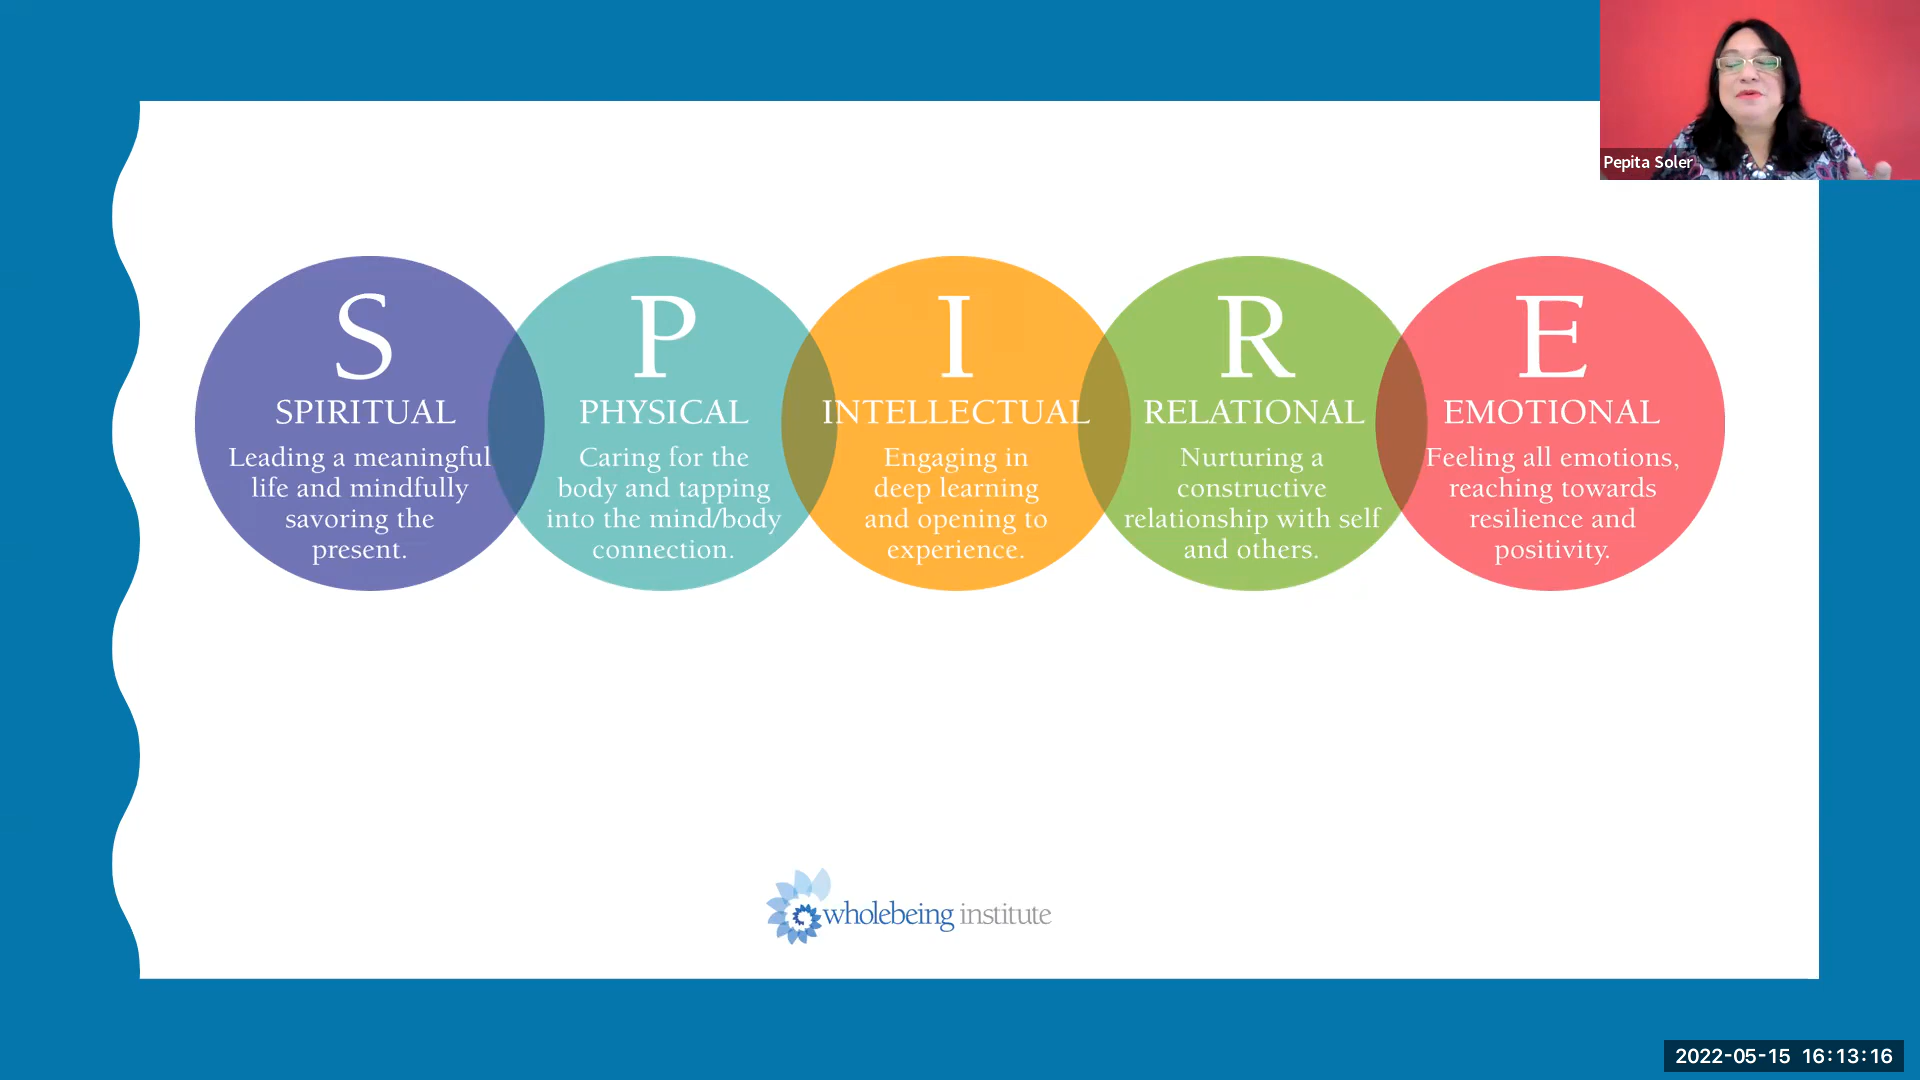 Pepita Soler
S
SPIRITUAL
Leading a meaningful
life and mindfully
savoring the
present.
P
PHYSICAL
Caring for the
body and tapping
into the mind/body
connection.
I
INTELLECTUAL
Engaging in
deep learning
and opening to
experience.
R
RELATIONAL
Nurturing a
constructive
relationship with self
and others.
E
EMOTIONAL
Feeling all emotions,
reaching towards
resilience and
positivity.
wholebeing institute
2022-05-15 16:13:16